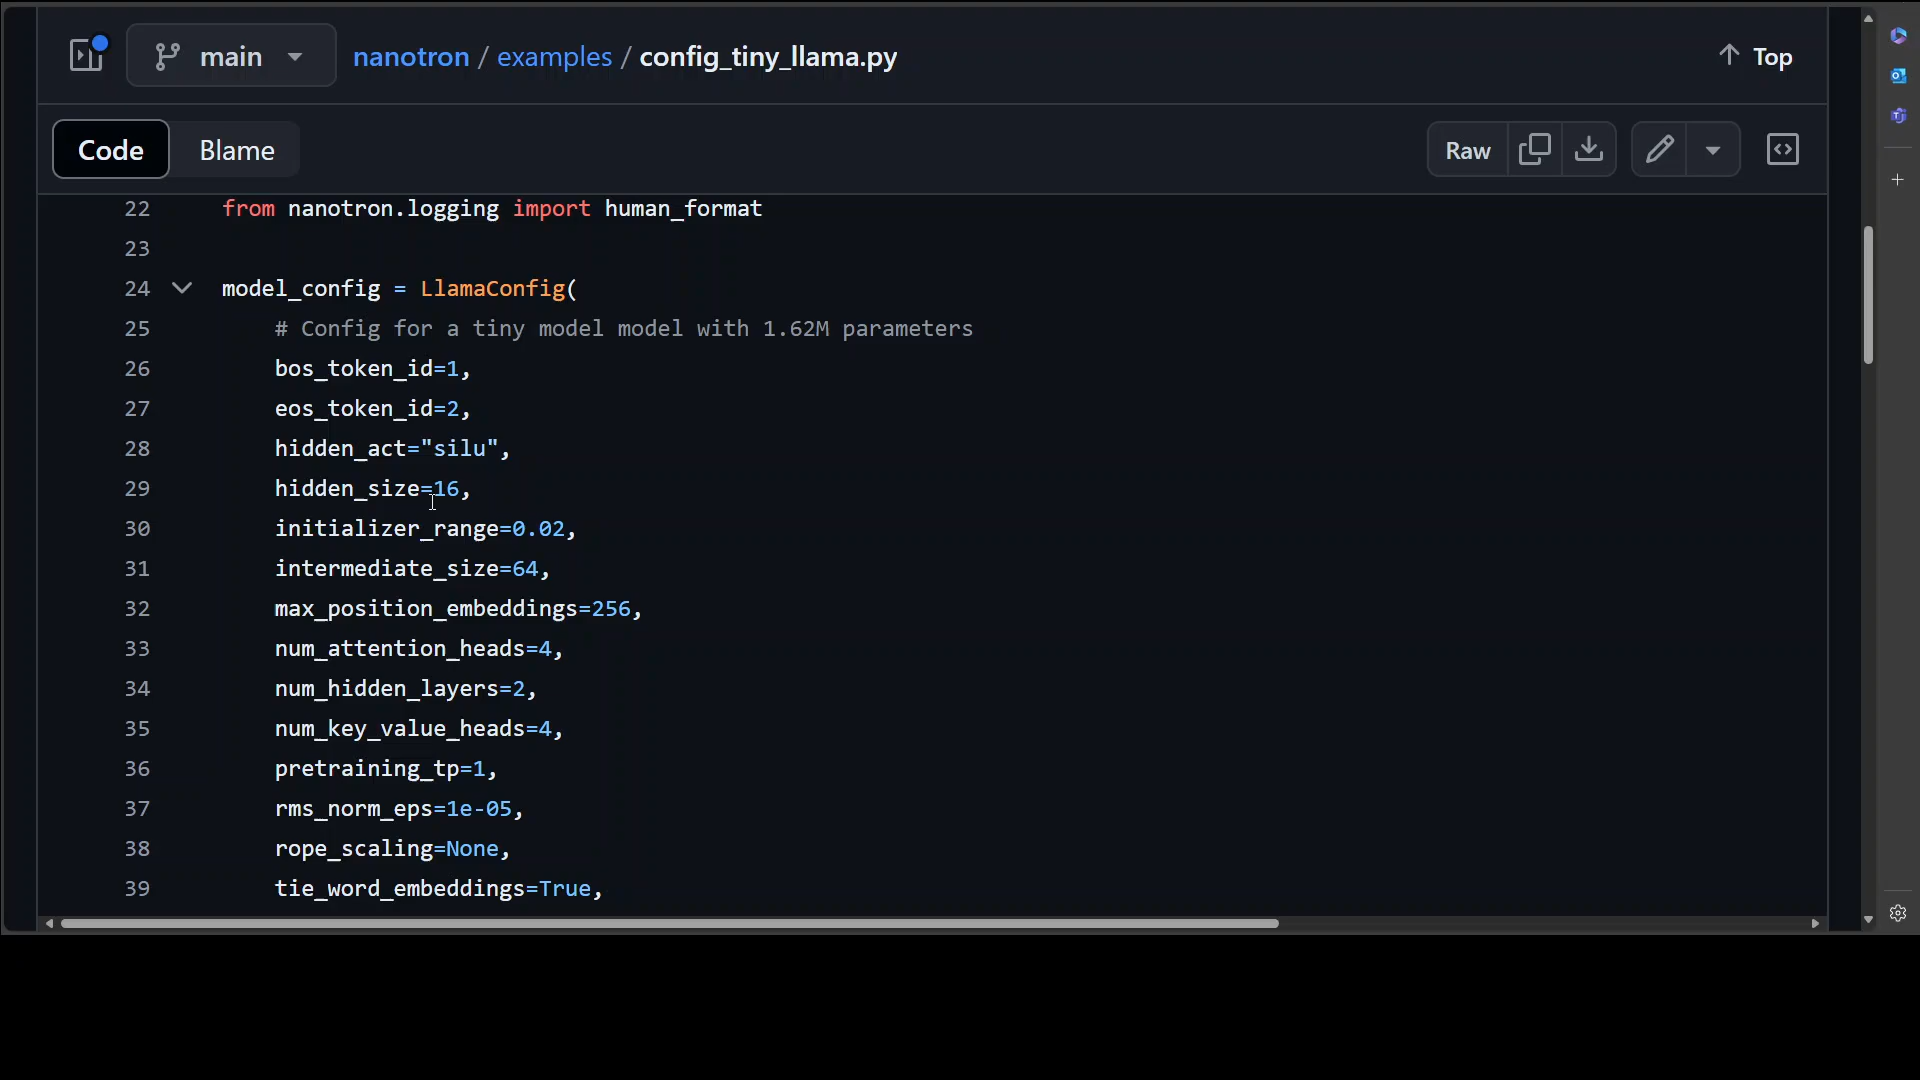 main
nanotron / examples / config_tiny_llama.py
Top
Code
Blame
Raw
22 from nanotron.logging import human_format
23
24 model_config = LlamaConfig(
25 # Config for a tiny model model with 1.62M parameters
26 bos_token_id=1,
27 eos_token_id=2,
28 hidden_act="silu",
29 hidden_size=16,
30 initializer_range=0.02,
31 intermediate_size=64,
32 max_position_embeddings=256,
33 num_attention_heads=4,
34 num_hidden_layers=2,
35 num_key_value_heads=4,
36 pretraining_tp=1,
37 rms_norm_eps=1e-05,
38 rope_scaling=None,
39 tie_word_embeddings=True,